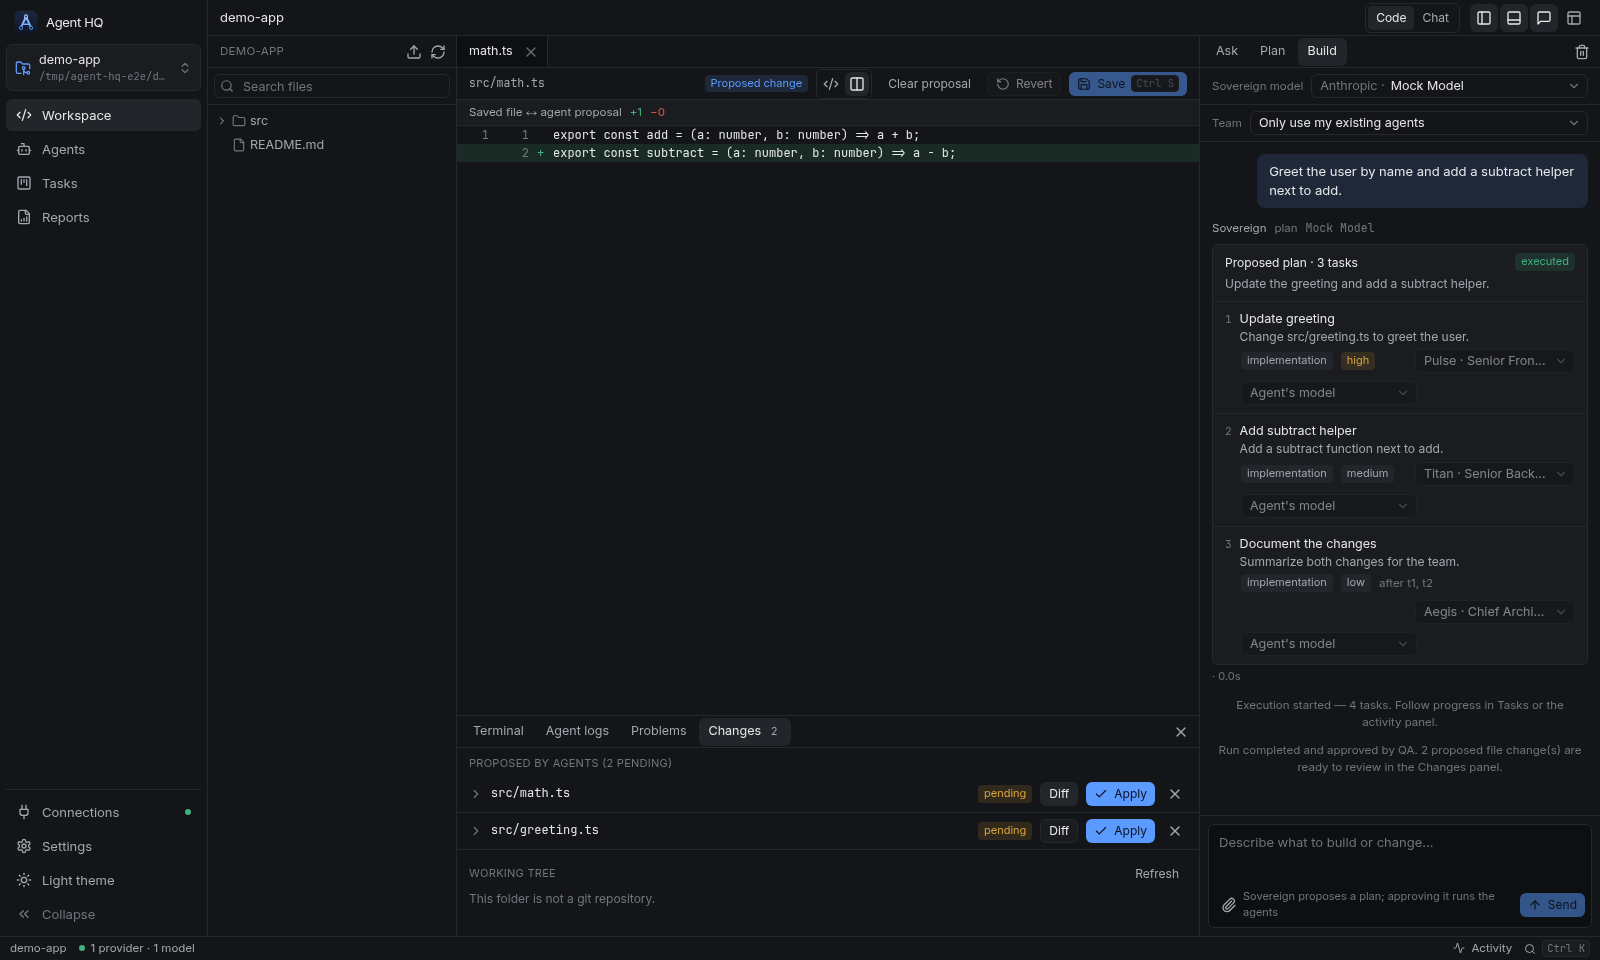 Agent HQ
demo-app
/tmp/agent-hq-e2e/d…
Workspace
Agents
Tasks
Reports
Connections
Settings
Light theme
Collapse
demo-app
Code
Chat
DEMO-APP
Search files
src
README.md
math.ts
src/math.ts
Proposed change
Clear proposal
Revert
Save Ctrl S
Saved file ↔ agent proposal +1 −0
1 1 export const add = (a: number, b: number) => a + b;
2 + export const subtract = (a: number, b: number) => a - b;
Terminal
Agent logs
Problems
Changes 2
PROPOSED BY AGENTS (2 PENDING)
src/math.ts pending Diff Apply
src/greeting.ts pending Diff Apply
WORKING TREE
Refresh
This folder is not a git repository.
Ask
Plan
Build
Sovereign model Anthropic · Mock Model
Team Only use my existing agents
Greet the user by name and add a subtract helper
next to add.
Sovereign plan Mock Model
Proposed plan · 3 tasks executed
Update the greeting and add a subtract helper.
1 Update greeting
Change src/greeting.ts to greet the user.
implementation high Pulse · Senior Fron…
Agent's model
2 Add subtract helper
Add a subtract function next to add.
implementation medium Titan · Senior Back…
Agent's model
3 Document the changes
Summarize both changes for the team.
implementation low after t1, t2
Aegis · Chief Archi…
Agent's model
· 0.0s
Execution started — 4 tasks. Follow progress in Tasks or the
activity panel.
Run completed and approved by QA. 2 proposed file change(s) are
ready to review in the Changes panel.
Describe what to build or change…
Sovereign proposes a plan; approving it runs the
agents
Send
demo-app
1 provider · 1 model
Activity
Ctrl K